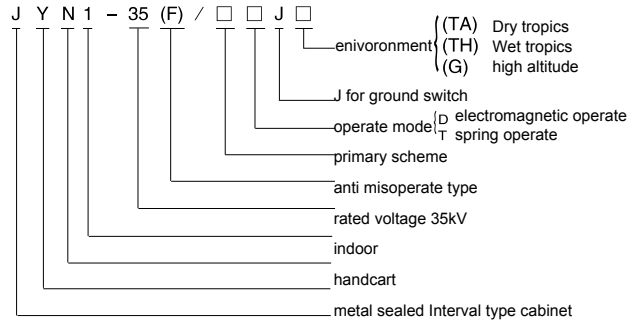 J Y N 1 - 35 (F) / □ □ J □
enivoronment { (TA) Dry tropics
(TH) Wet tropics
(G) high altitude
J for ground switch
operate mode { D electromagnetic operate
T spring operate
primary scheme
anti misoperate type
rated voltage 35kV
indoor
handcart
metal sealed Interval type cabinet